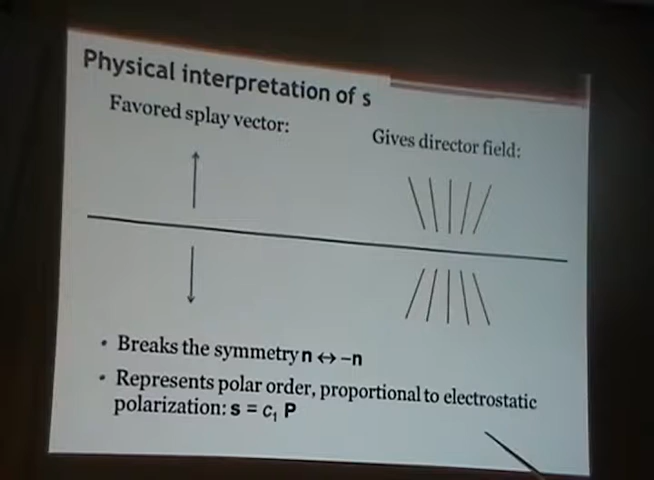 Physical interpretation of s
Favored splay vector:
Gives director field:
• Breaks the symmetry n ↔ −n
• Represents polar order, proportional to electrostatic
polarization: s = c₁ P